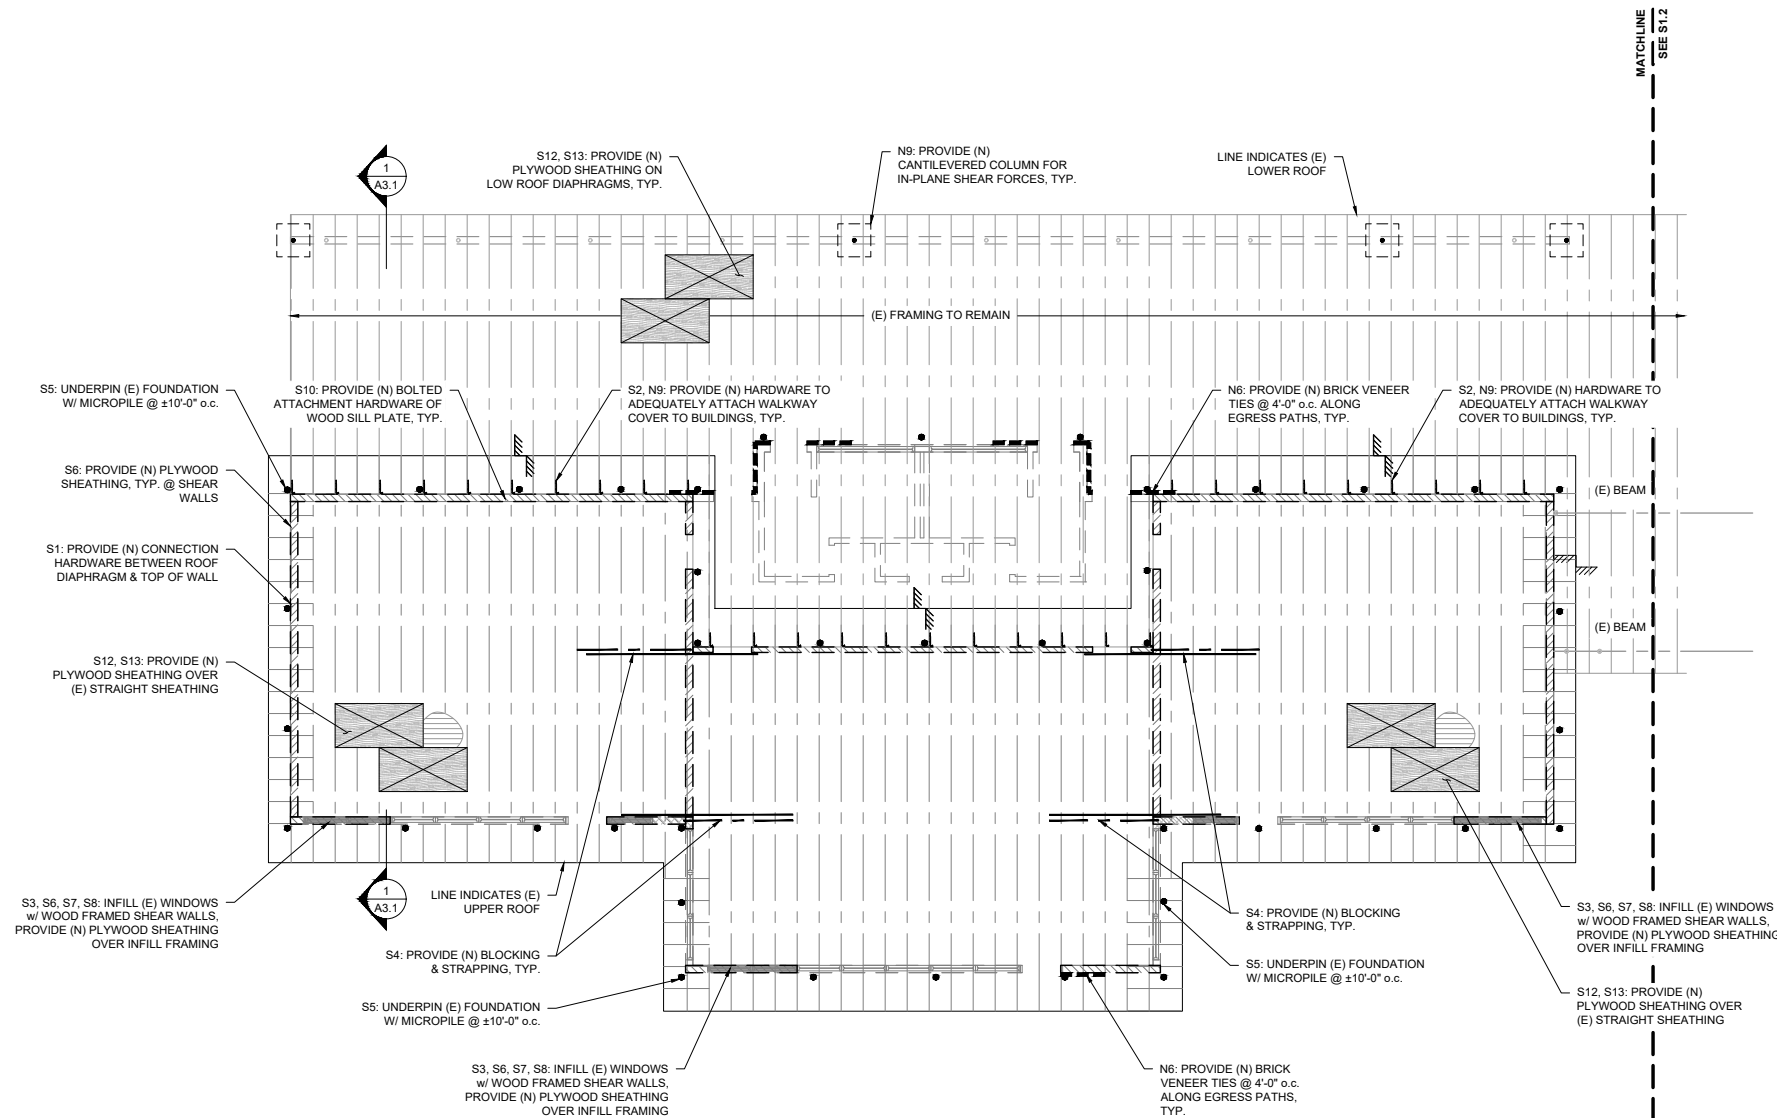 MATCHLINE
SEE S1.2
1
A3.1
S12, S13: PROVIDE (N)
PLYWOOD SHEATHING ON
LOW ROOF DIAPHRAGMS, TYP.
N9: PROVIDE (N)
CANTILEVERED COLUMN FOR
IN-PLANE SHEAR FORCES, TYP.
LINE INDICATES (E)
LOWER ROOF
(E) FRAMING TO REMAIN
S5: UNDERPIN (E) FOUNDATION
W/ MICROPILE @ ±10'-0" o.c.
S10: PROVIDE (N) BOLTED
ATTACHMENT HARDWARE OF
WOOD SILL PLATE, TYP.
S2, N9: PROVIDE (N) HARDWARE TO
ADEQUATELY ATTACH WALKWAY
COVER TO BUILDINGS, TYP.
N6: PROVIDE (N) BRICK VENEER
TIES @ 4'-0" o.c. ALONG
EGRESS PATHS,
TYP.
S2, N9: PROVIDE (N) HARDWARE TO
ADEQUATELY ATTACH WALKWAY
COVER TO BUILDINGS, TYP.
S6: PROVIDE (N) PLYWOOD
SHEATHING, TYP. @ SHEAR
WALLS
(E) BEAM
S1: PROVIDE (N) CONNECTION
HARDWARE BETWEEN ROOF
DIAPHRAGM & TOP OF WALL
(E) BEAM
S12, S13: PROVIDE (N)
PLYWOOD SHEATHING OVER
(E) STRAIGHT SHEATHING
S3, S6, S7, S8: INFILL (E) WINDOWS
w/ WOOD FRAMED SHEAR WALLS,
PROVIDE (N) PLYWOOD SHEATHING
OVER INFILL FRAMING
1
A3.1
LINE INDICATES (E)
UPPER ROOF
S4: PROVIDE (N) BLOCKING
& STRAPPING, TYP.
S5: UNDERPIN (E) FOUNDATION
W/ MICROPILE @ ±10'-0" o.c.
S3, S6, S7, S8: INFILL (E) WINDOWS
w/ WOOD FRAMED SHEAR WALLS,
PROVIDE (N) PLYWOOD SHEATHING
OVER INFILL FRAMING
S4: PROVIDE (N) BLOCKING
& STRAPPING, TYP.
S5: UNDERPIN (E) FOUNDATION
W/ MICROPILE @ ±10'-0" o.c.
N6: PROVIDE (N) BRICK
VENEER TIES @ 4'-0" o.c.
ALONG EGRESS PATHS,
TYP.
S3, S6, S7, S8: INFILL (E) WINDOWS
w/ WOOD FRAMED SHEAR WALLS,
PROVIDE (N) PLYWOOD SHEATHING
OVER INFILL FRAMING
S12, S13: PROVIDE (N)
PLYWOOD SHEATHING OVER
(E) STRAIGHT SHEATHING